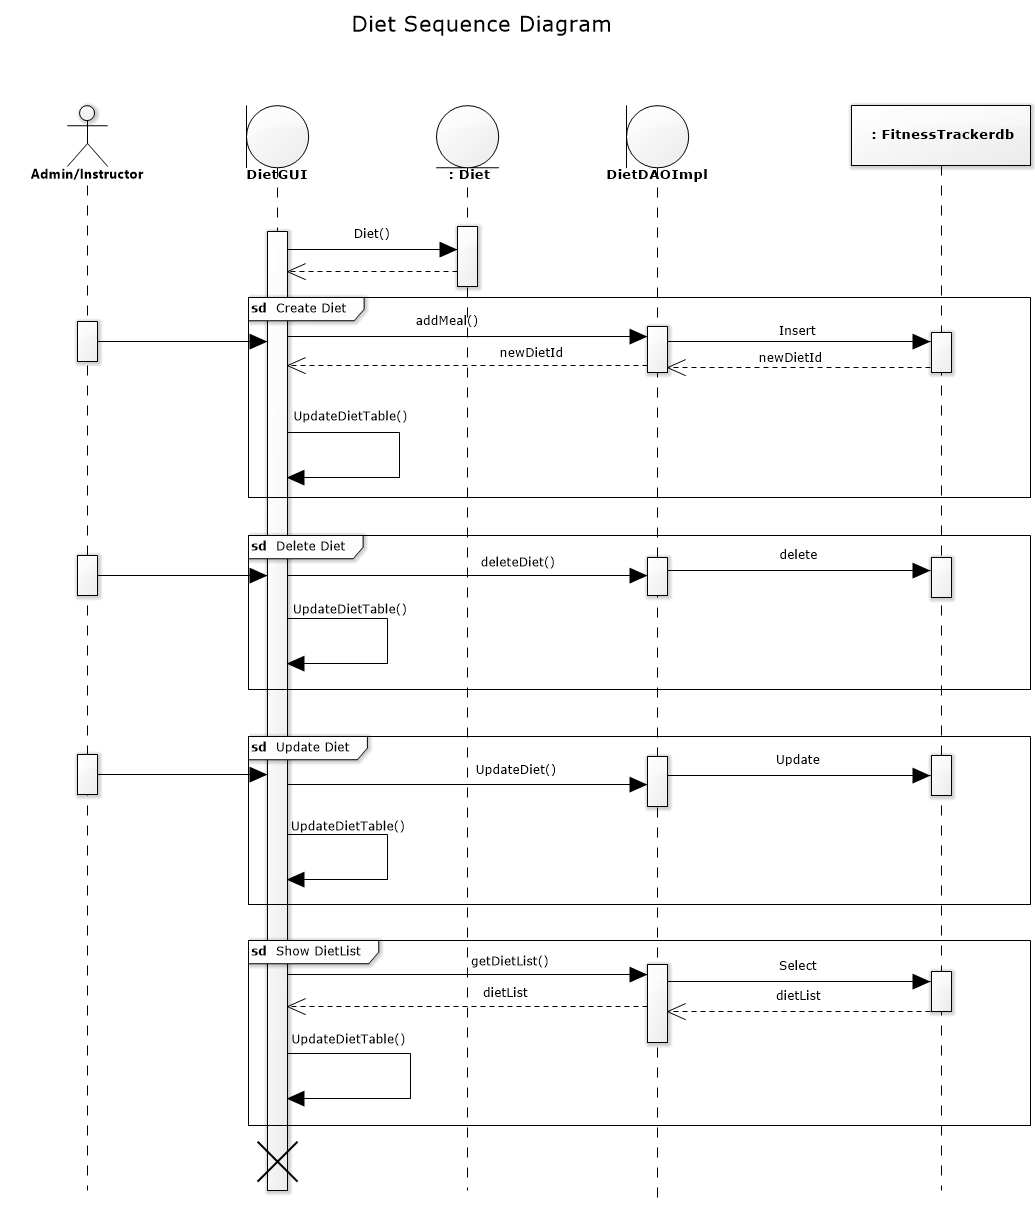 Diet Sequence Diagram
: FitnessTrackerdb
Admin/Instructor
DietGUI
: Diet
DietDAOImpl
Diet()
sd Create Diet
addMeal()
Insert
newDietId
newDietId
UpdateDietTable()
sd Delete Diet
deleteDiet()
delete
UpdateDietTable()
sd Update Diet
UpdateDiet()
Update
UpdateDietTable()
sd Show DietList
getDietList()
Select
dietList
dietList
UpdateDietTable()